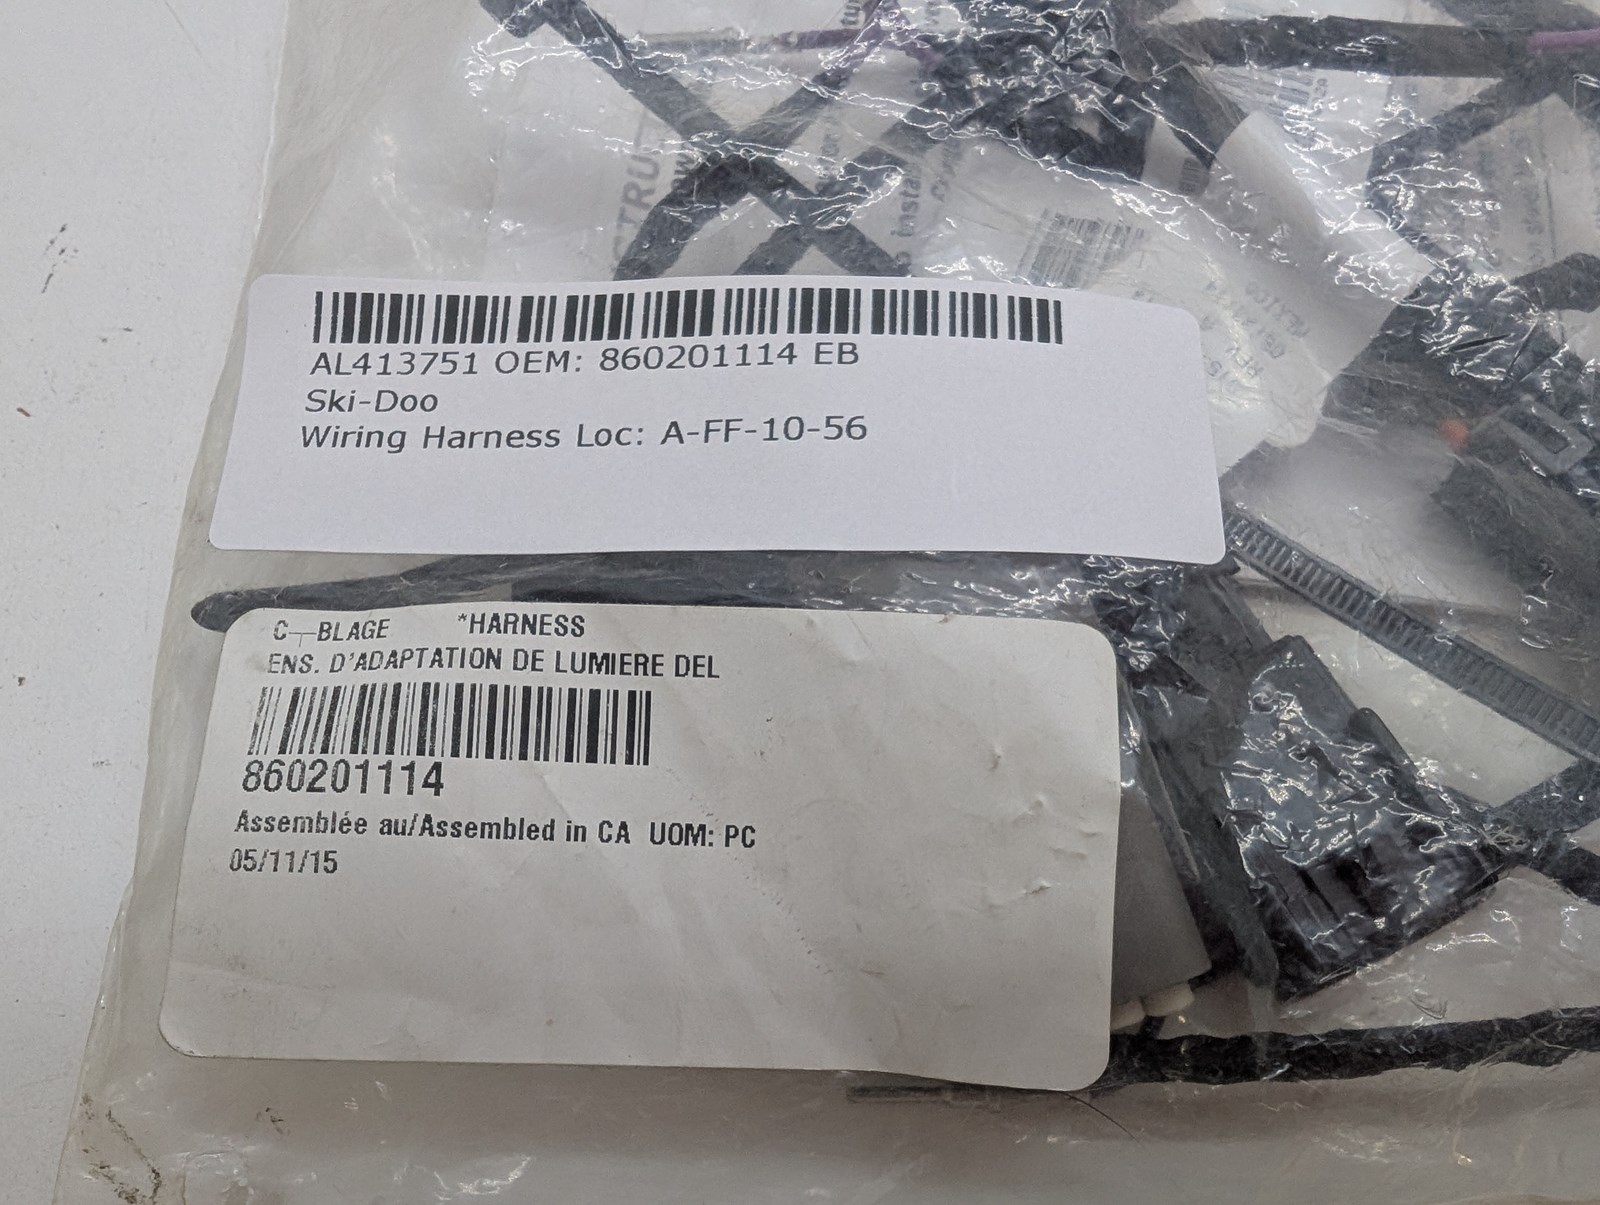 AL413751 OEM: 860201114 EB
Ski-Doo
Wiring Harness Loc: A-FF-10-56
BLAGE *HARNESS
ENS. D'ADAPTATION DE LUMIERE DEL
860201114
Assemblée au/Assembled in CA UOM: PC
05/11/15